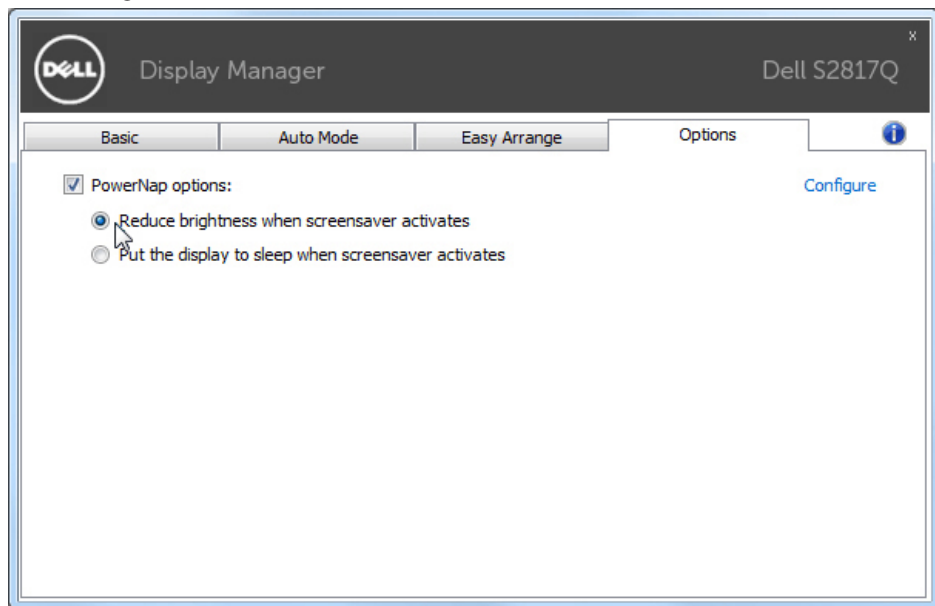 DELL
Display Manager
Dell S2817Q
x
Basic
Auto Mode
Easy Arrange
Options
i
PowerNap options:
Configure
Reduce brightness when screensaver activates
Put the display to sleep when screensaver activates